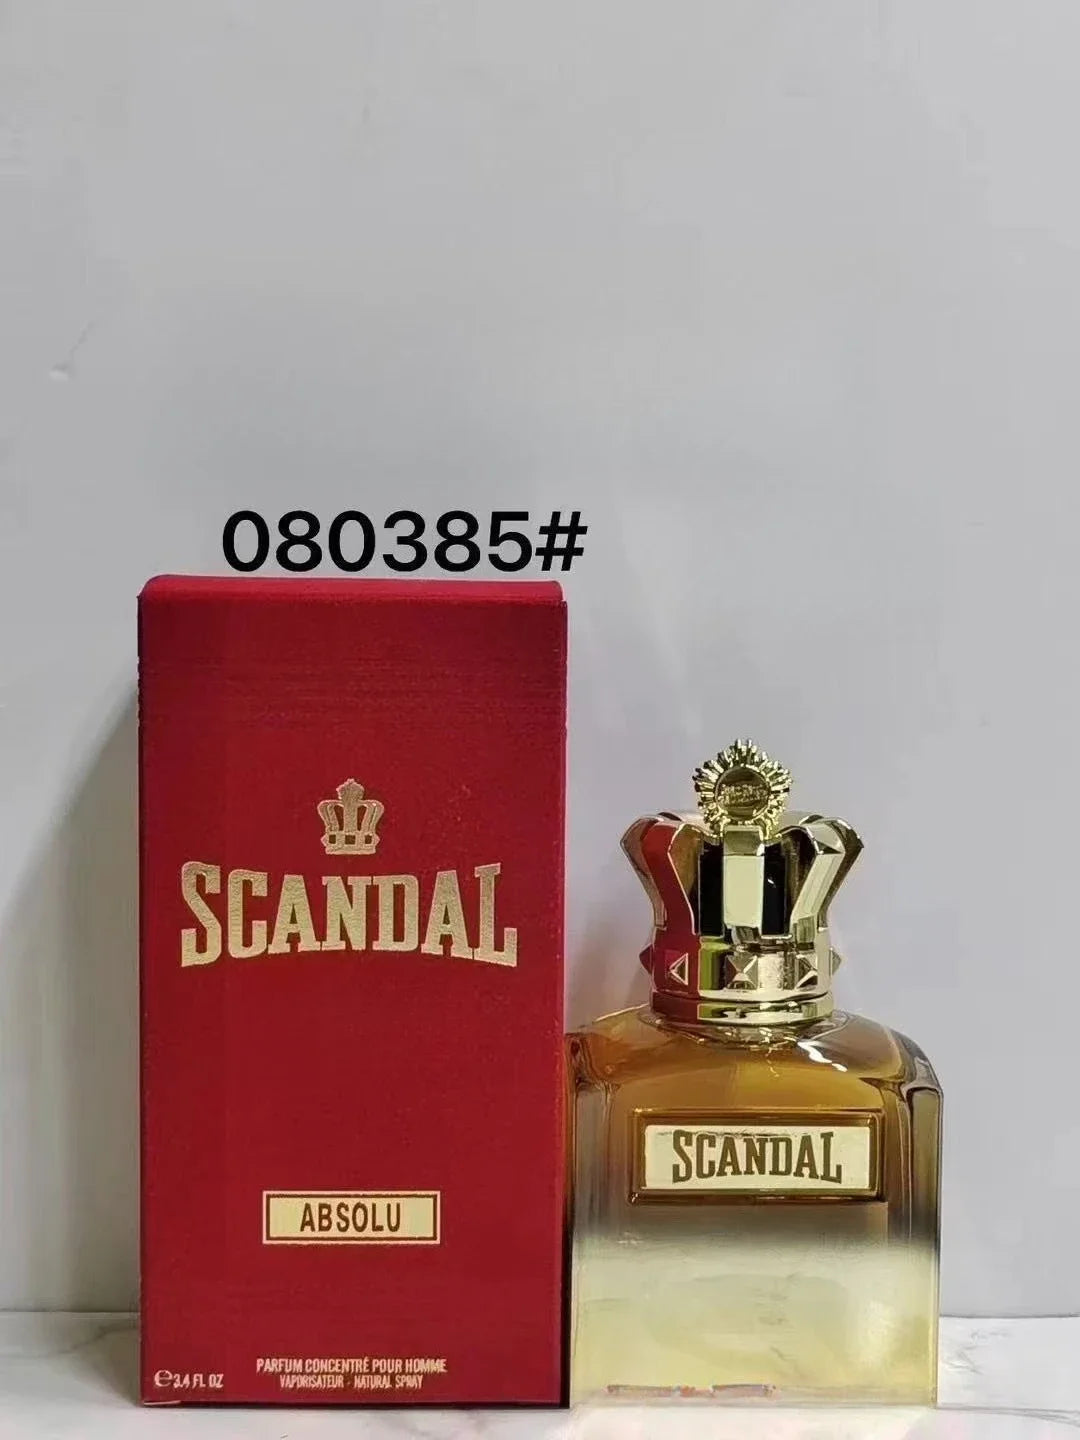 080385#
SCANDAL
ABSOLU
PARFUM CONCENTRÉ POUR HOMME
VAPORISATEUR - NATURAL SPRAY
e 3.4 FL OZ
SCANDAL